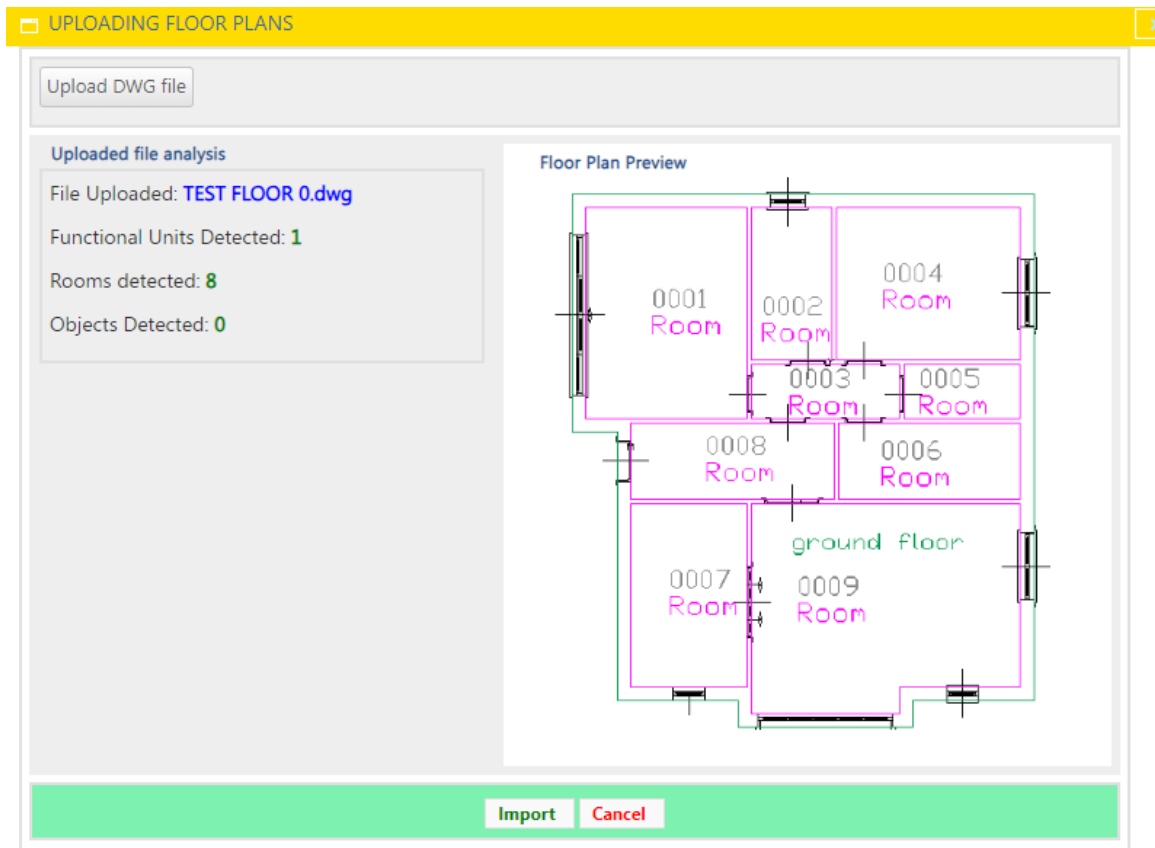 UPLOADING FLOOR PLANS
Upload DWG file
Uploaded file analysis
File Uploaded: TEST FLOOR 0.dwg
Functional Units Detected: 1
Rooms detected: 8
Objects Detected: 0
Floor Plan Preview
0001
Room
0002
Room
0004
Room
0003
Room
0005
Room
0008
Room
0006
Room
ground floor
0007
Room
0009
Room
Import
Cancel